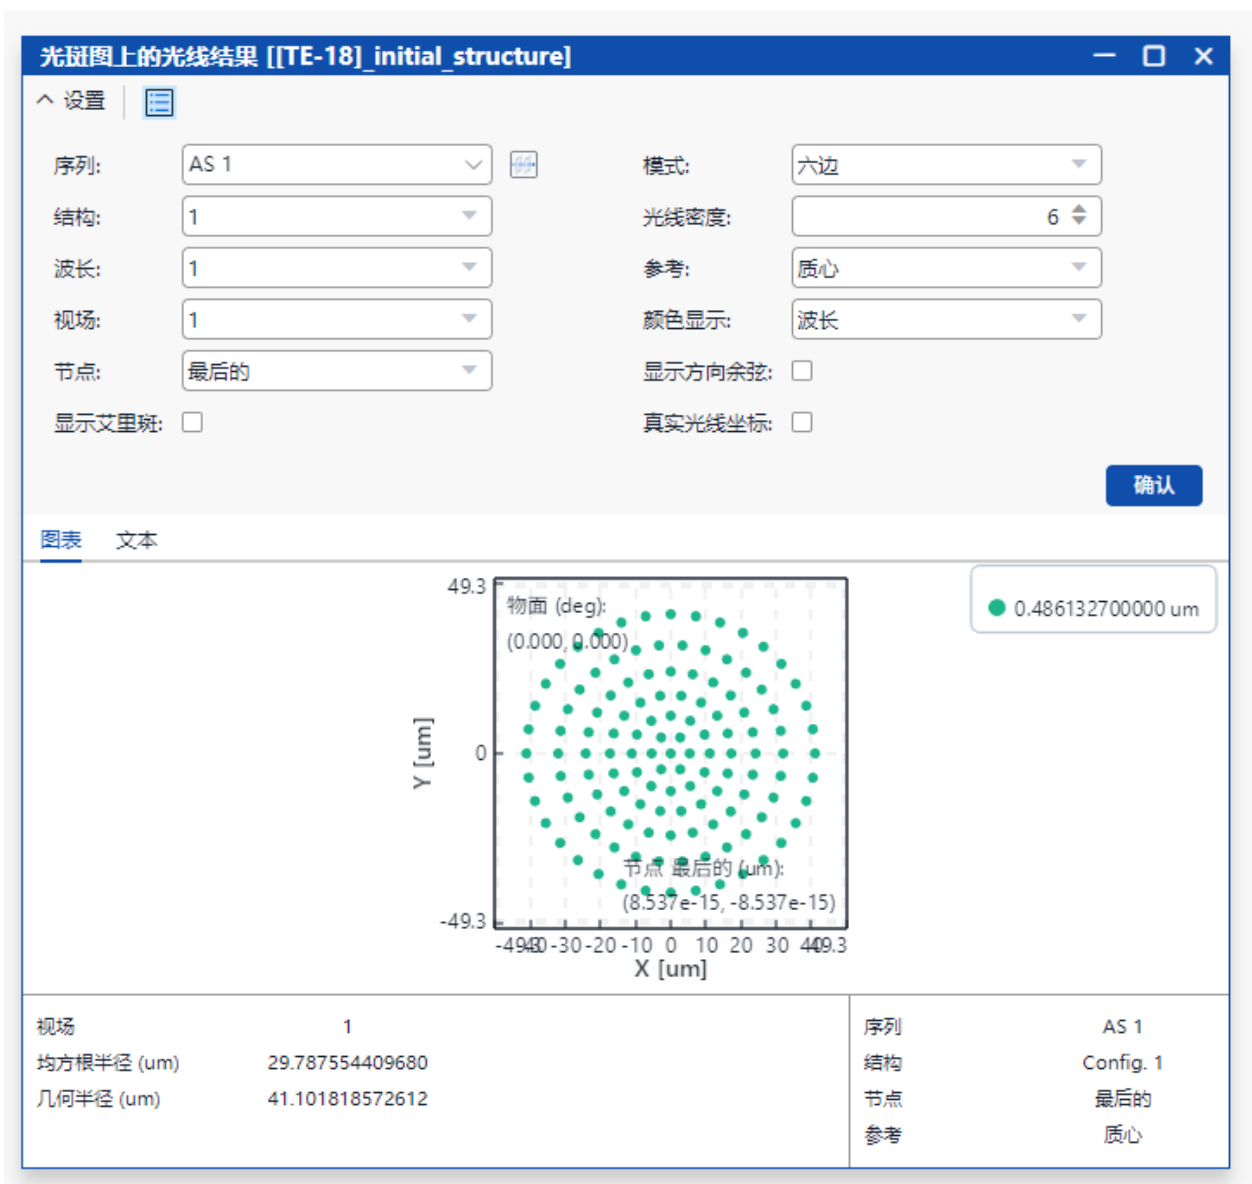 光斑图上的光线结果 [[TE-18]_initial_structure]
设置
序列: AS 1 模式: 六边
结构: 1 光线密度: 6
波长: 1 参考: 质心
视场: 1 颜色显示: 波长
节点: 最后的 显示方向余弦:
显示艾里斑: 真实光线坐标:
确认
图表 文本
0.486132700000 um
49.3
物面 (deg):
(0.000, 0.000)
Y [um]
0
节点 最后的 (um):
(8.537e-15, -8.537e-15)
-49.3
-49.3 -40 -30 -20 -10 0 10 20 30 40 49.3
X [um]
视场 1 序列 AS 1
均方根半径 (um) 29.787554409680 结构 Config. 1
几何半径 (um) 41.101818572612 节点 最后的
参考 质心